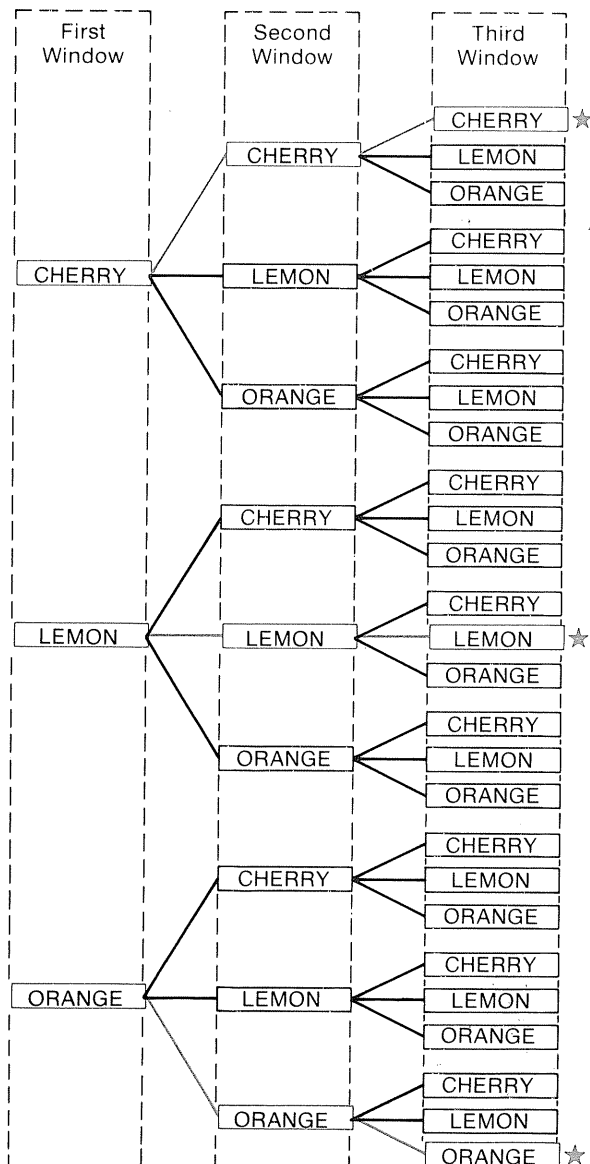 First Second Third
Window Window Window
CHERRY
CHERRY
LEMON
ORANGE
CHERRY
CHERRY LEMON LEMON
ORANGE
CHERRY
ORANGE LEMON
ORANGE
CHERRY
CHERRY LEMON
ORANGE
CHERRY
LEMON LEMON LEMON
ORANGE
CHERRY
ORANGE LEMON
ORANGE
CHERRY
CHERRY LEMON
ORANGE
CHERRY
ORANGE LEMON LEMON
ORANGE
CHERRY
ORANGE LEMON
ORANGE